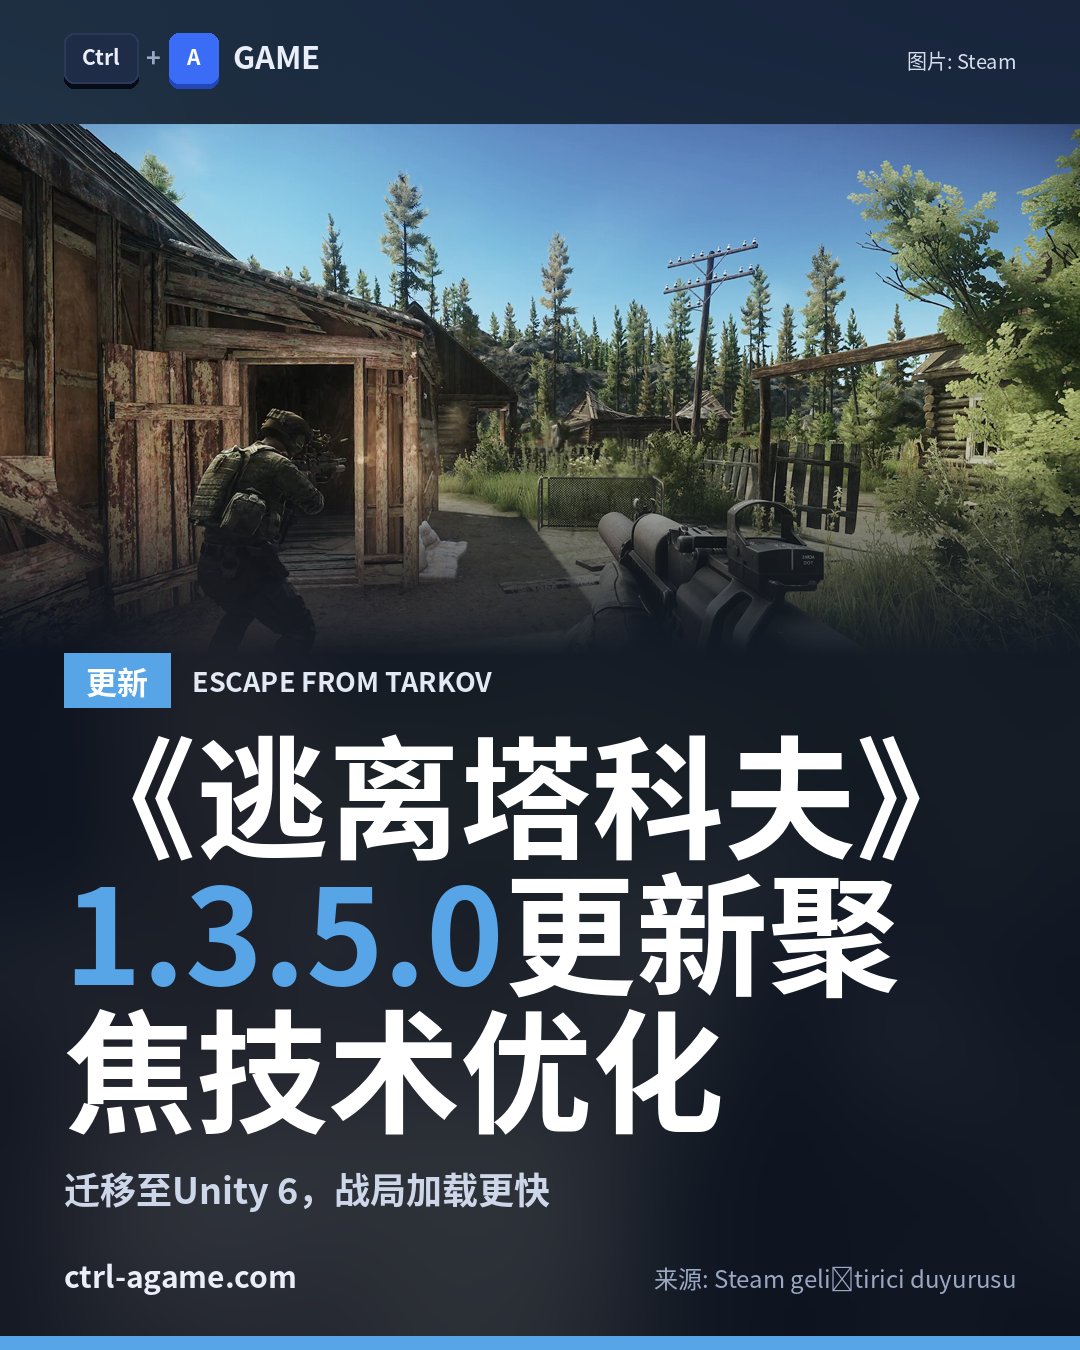 Ctrl + A GAME
图片: Steam
更新 ESCAPE FROM TARKOV
《逃离塔科夫》
1.3.5.0更新聚
焦技术优化
迁移至Unity 6，战局加载更快
ctrl-agame.com
来源: Steam geli☒tirici duyurusu